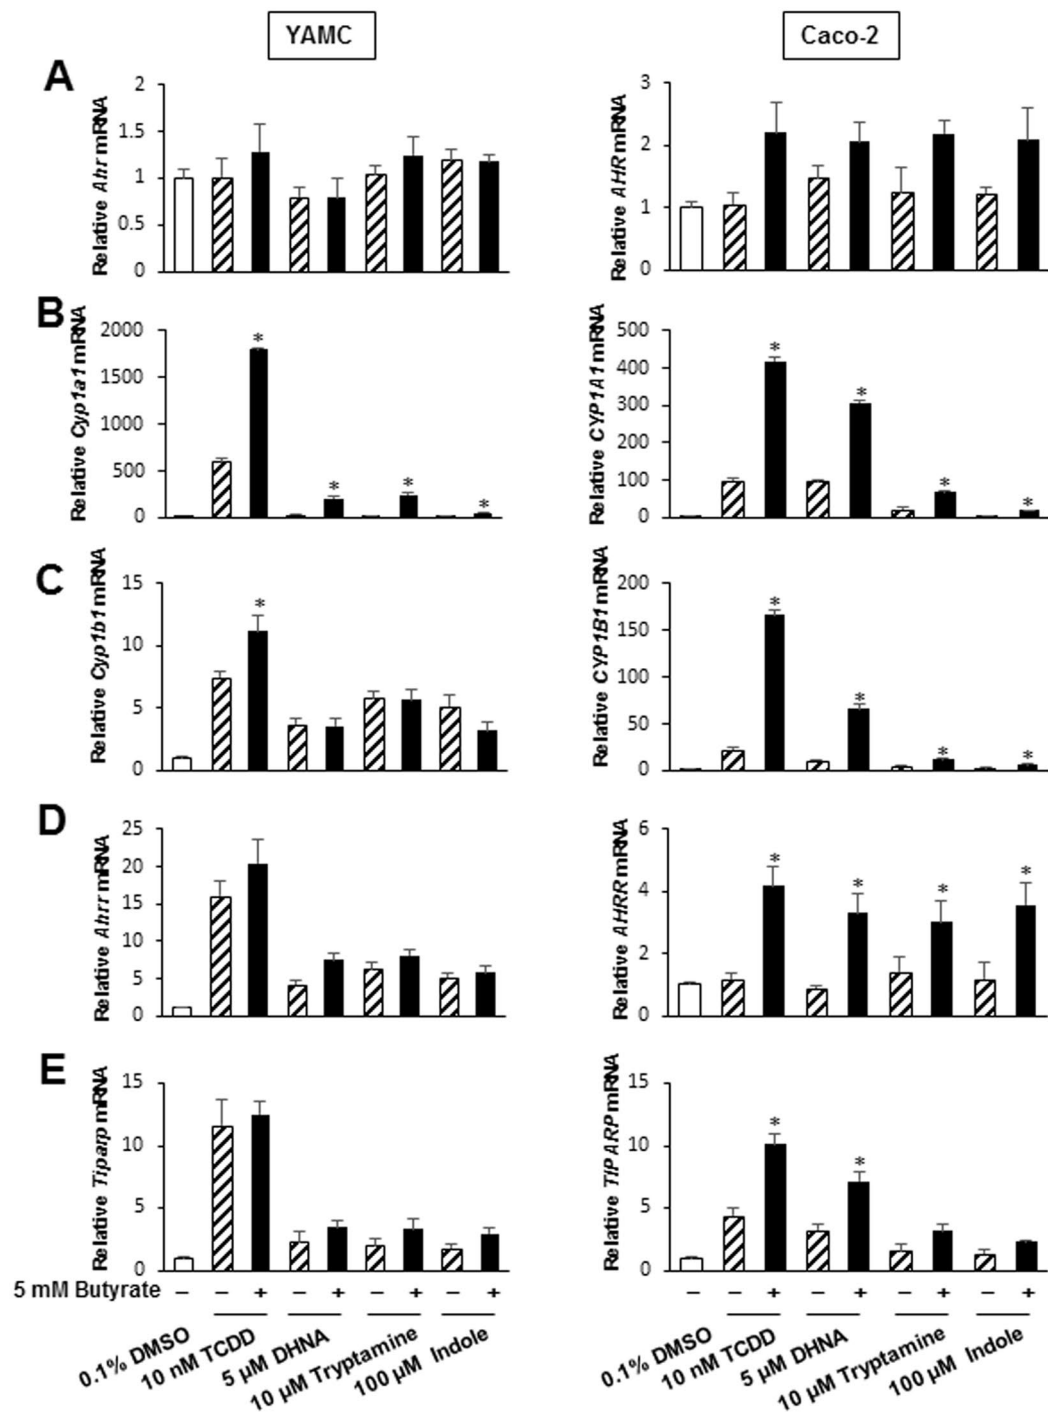 YAMC
Caco-2
A
Relative Ahr mRNA
2
1.5
1
0.5
0
Relative AHR mRNA
3
2
1
0
B
Relative Cyp1a1 mRNA
2000
1500
1000
500
0
*
*
*
*
Relative CYP1A1 mRNA
500
400
300
200
100
0
*
*
*
*
C
Relative Cyp1b1 mRNA
15
10
5
0
*
Relative CYP1B1 mRNA
200
150
100
50
0
*
*
*
*
D
Relative Ahrr mRNA
25
20
15
10
5
0
Relative AHRR mRNA
6
4
2
0
*
*
*
*
E
Relative Tiparp mRNA
15
10
5
0
Relative TIPARP mRNA
15
10
5
0
*
*
5 mM Butyrate – – + – + – + – +
– – + – + – + – +
0.1% DMSO
10 nM TCDD
5 µM DHNA
10 µM Tryptamine
100 µM Indole
0.1% DMSO
10 nM TCDD
5 µM DHNA
10 µM Tryptamine
100 µM Indole